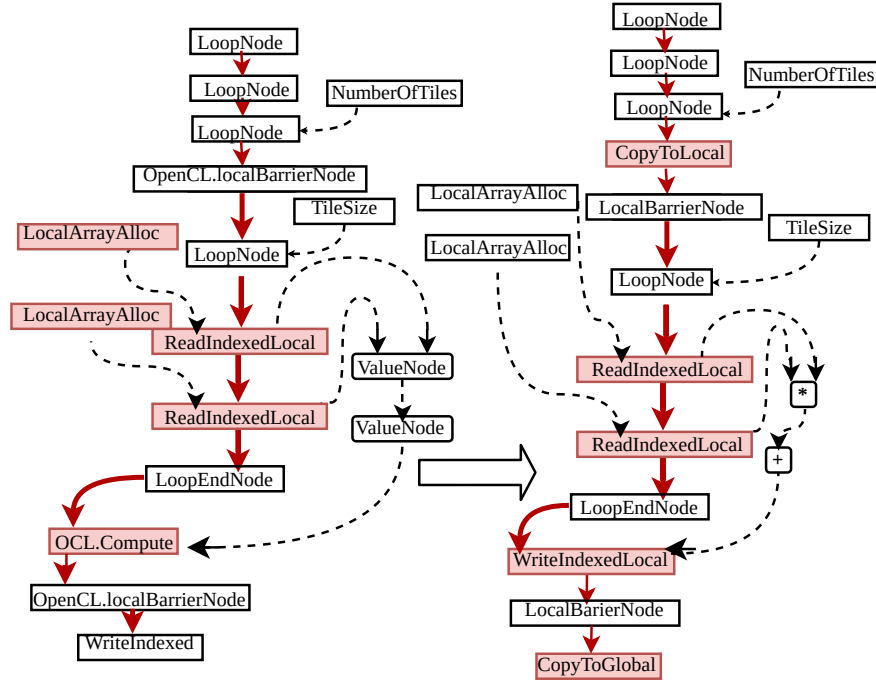 LoopNode
LoopNode
NumberOfTiles
LoopNode
OpenCL.localBarrierNode
TileSize
LocalArrayAlloc
LoopNode
LocalArrayAlloc
ReadIndexedLocal
ValueNode
ReadIndexedLocal
ValueNode
LoopEndNode
OCL.Compute
OpenCL.localBarrierNode
WriteIndexed
LoopNode
LoopNode
NumberOfTiles
LoopNode
CopyToLocal
LocalArrayAlloc
LocalBarrierNode
TileSize
LocalArrayAlloc
LoopNode
ReadIndexedLocal
*
ReadIndexedLocal
+
LoopEndNode
WriteIndexedLocal
LocalBarierNode
CopyToGlobal